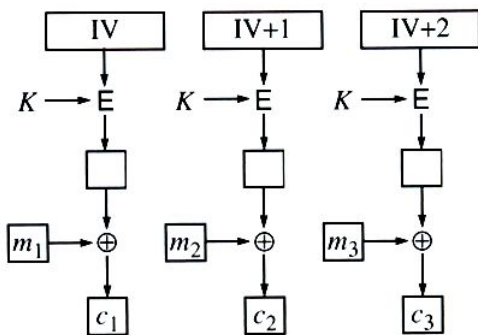 IV IV+1 IV+2
K E K E K E
m₁ ⊕ m₂ ⊕ m₃ ⊕
c₁ c₂ c₃